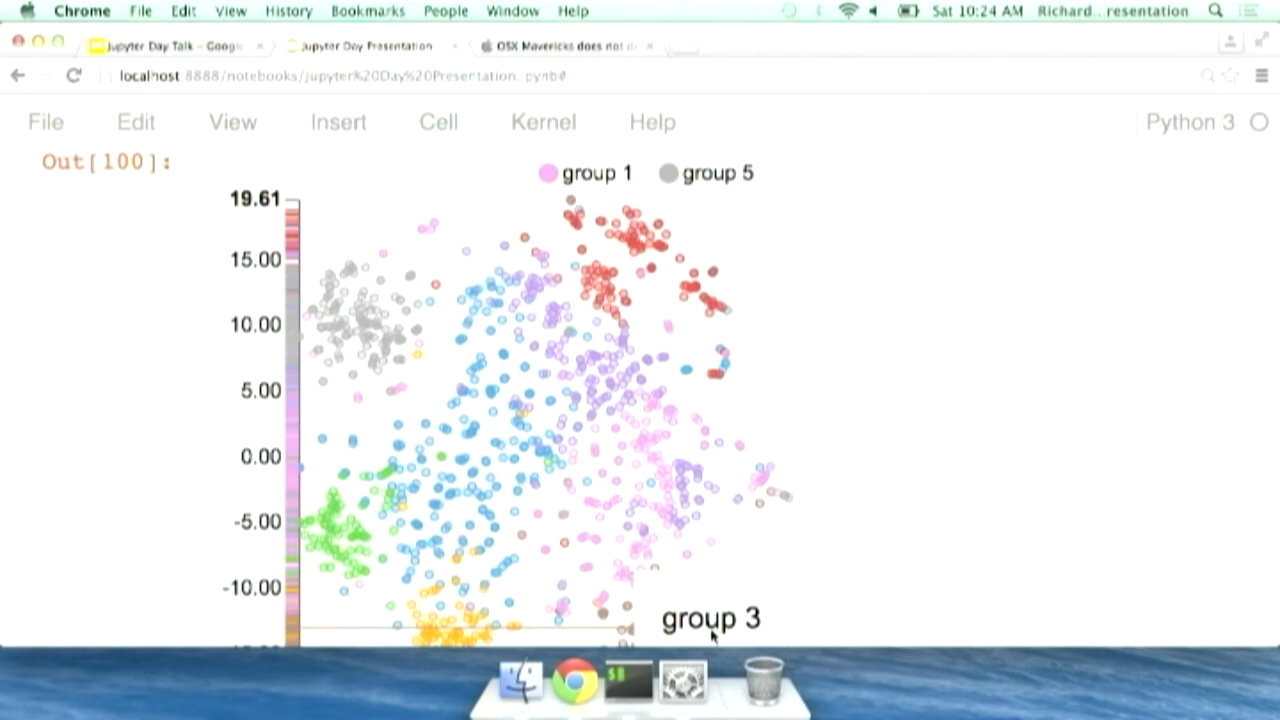 Chrome File Edit View History Bookmarks People Window Help Sat 10:24 AM Richard.. resentation
Jupyter Day Talk - Goog Jupyter Day Presentation OSX Mavericks does not d
localhost:8888/notebooks/Jupyter%20Day%20Presentation.
File Edit View Insert Cell Kernel Help Python 3
Out[100]:
group 1 group 5
19.61
15.00
10.00
5.00
0.00
-5.00
-10.00
group 3